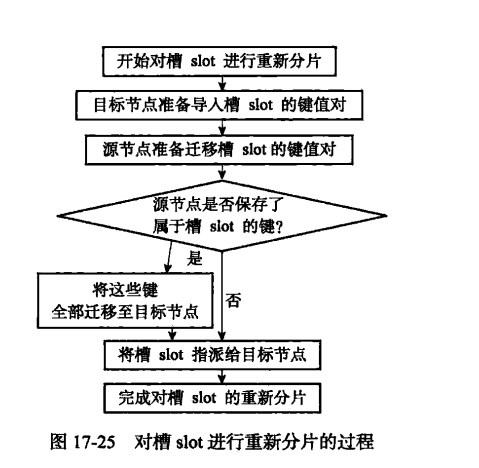 开始对槽 slot 进行重新分片
目标节点准备导入槽 slot 的键值对
源节点准备迁移槽 slot 的键值对
源节点是否保存了
属于槽 slot 的键?
是
将这些键
全部迁移至目标节点
否
将槽 slot 指派给目标节点
完成对槽 slot 的重新分片
图 17-25 对槽 slot 进行重新分片的过程